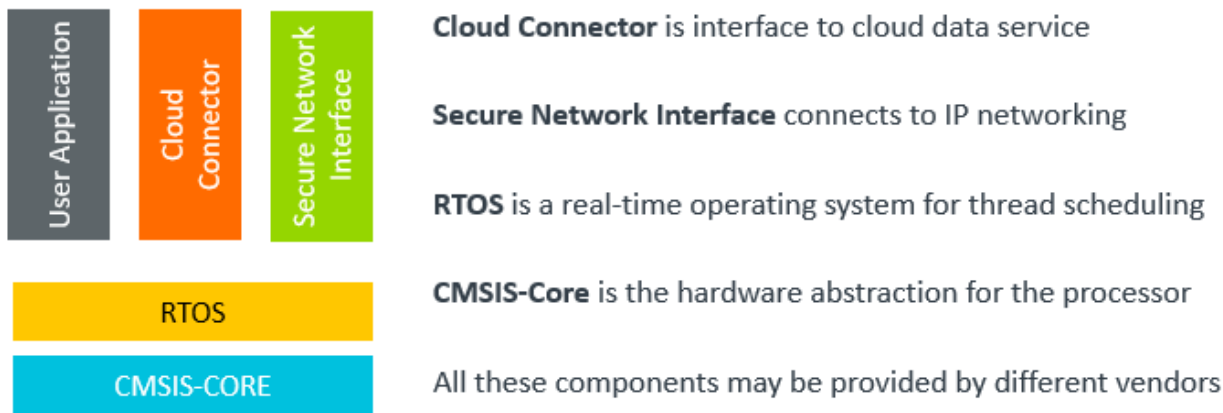 User Application
Cloud
Connector
Secure Network
Interface
RTOS
CMSIS-CORE
Cloud Connector is interface to cloud data service
Secure Network Interface connects to IP networking
RTOS is a real-time operating system for thread scheduling
CMSIS-Core is the hardware abstraction for the processor
All these components may be provided by different vendors